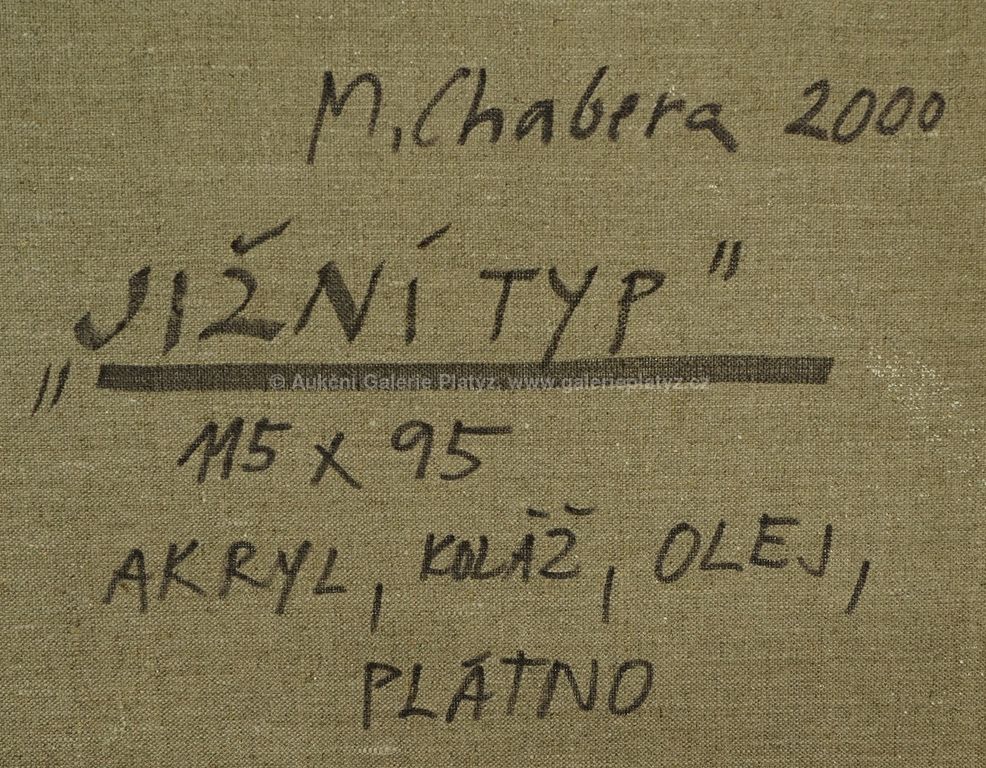 M. Chabera 2000
„JIŽNÍ TYP"
© Aukční Galerie Platýz, www.galerieplatyz.cz
115 x 95
AKRYL, KOLÁŽ, OLEJ,
PLÁTNO